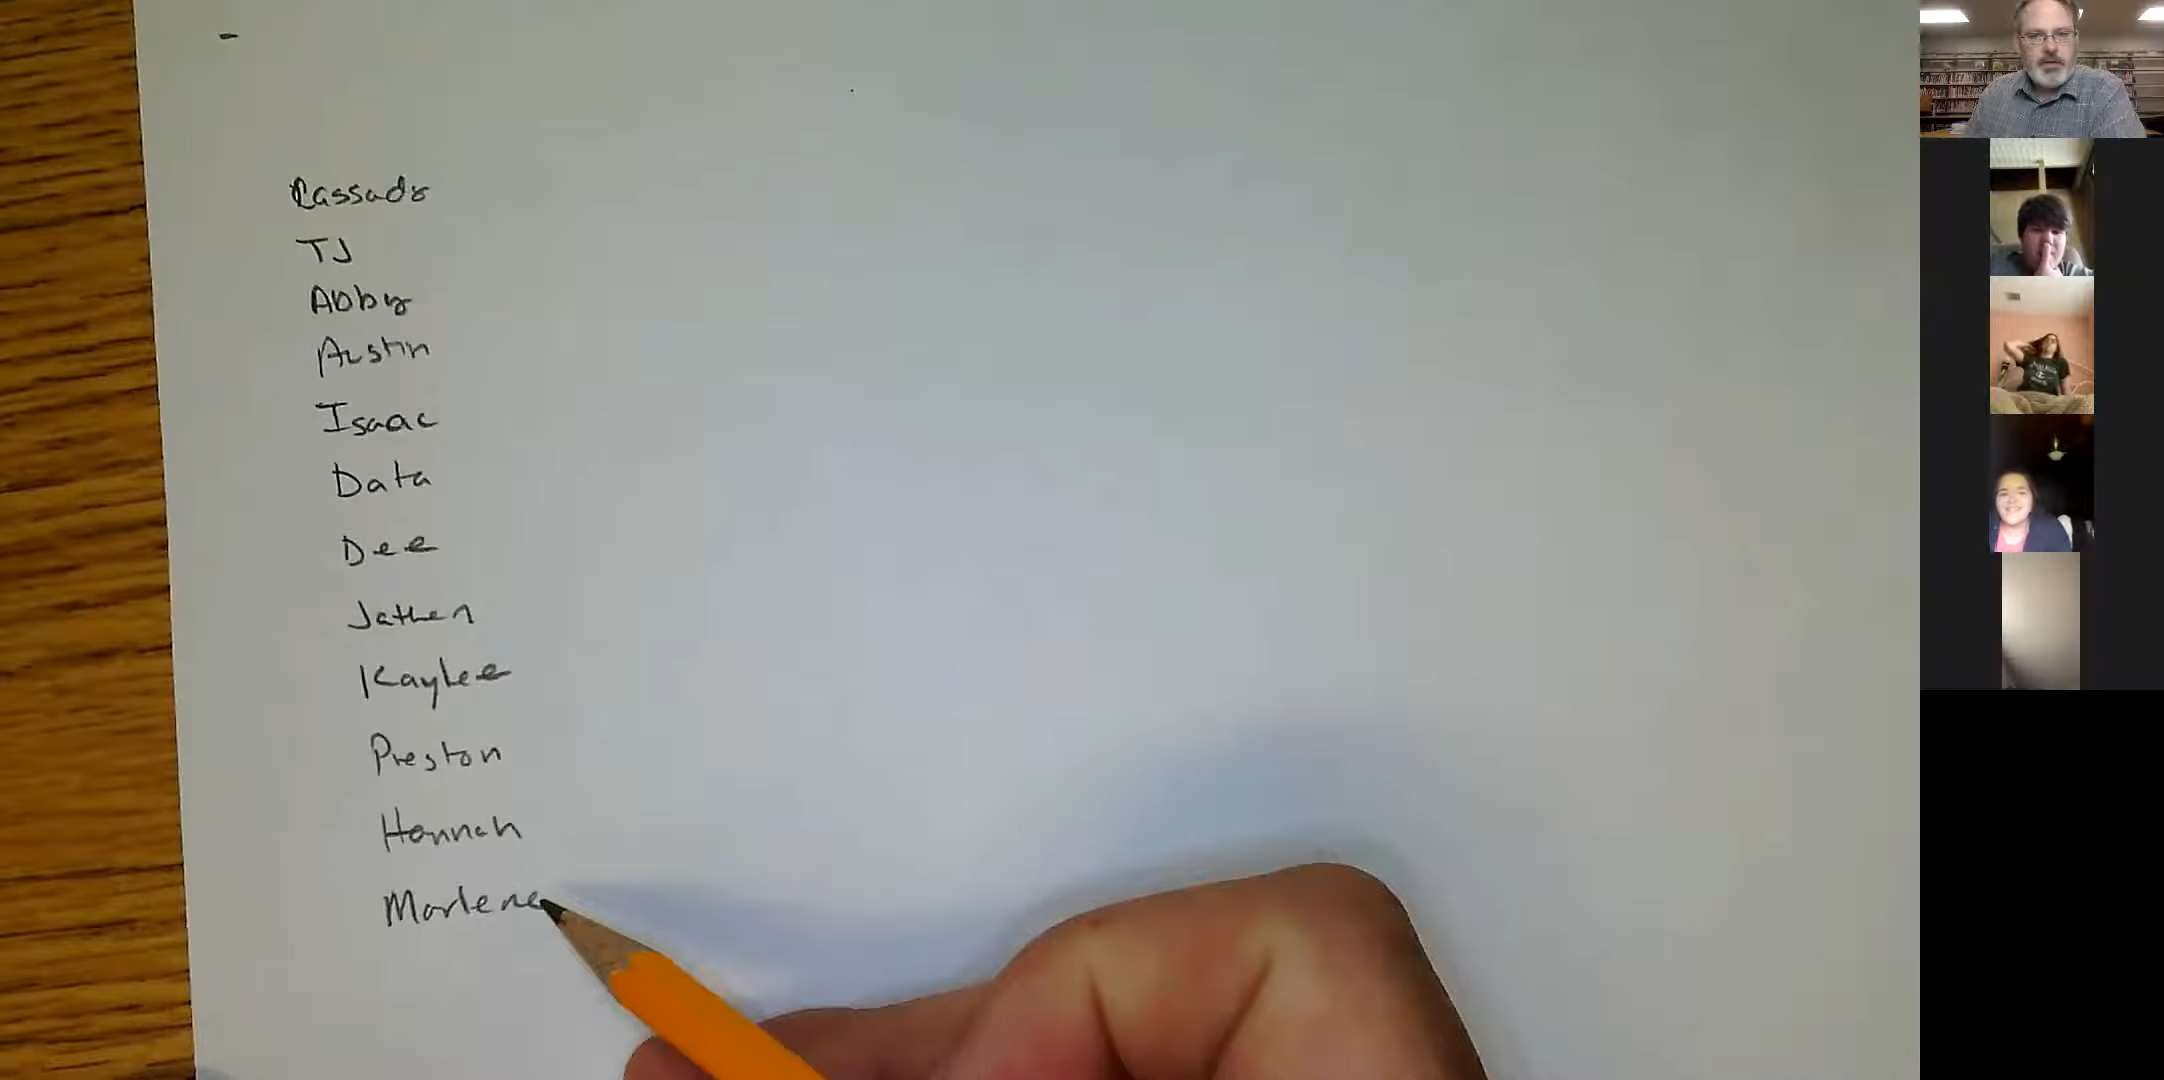 Cassady
TJ
Abby
Austin
Isaac
Data
Dee
Jathen
Kaylee
Preston
Hannah
Marlene